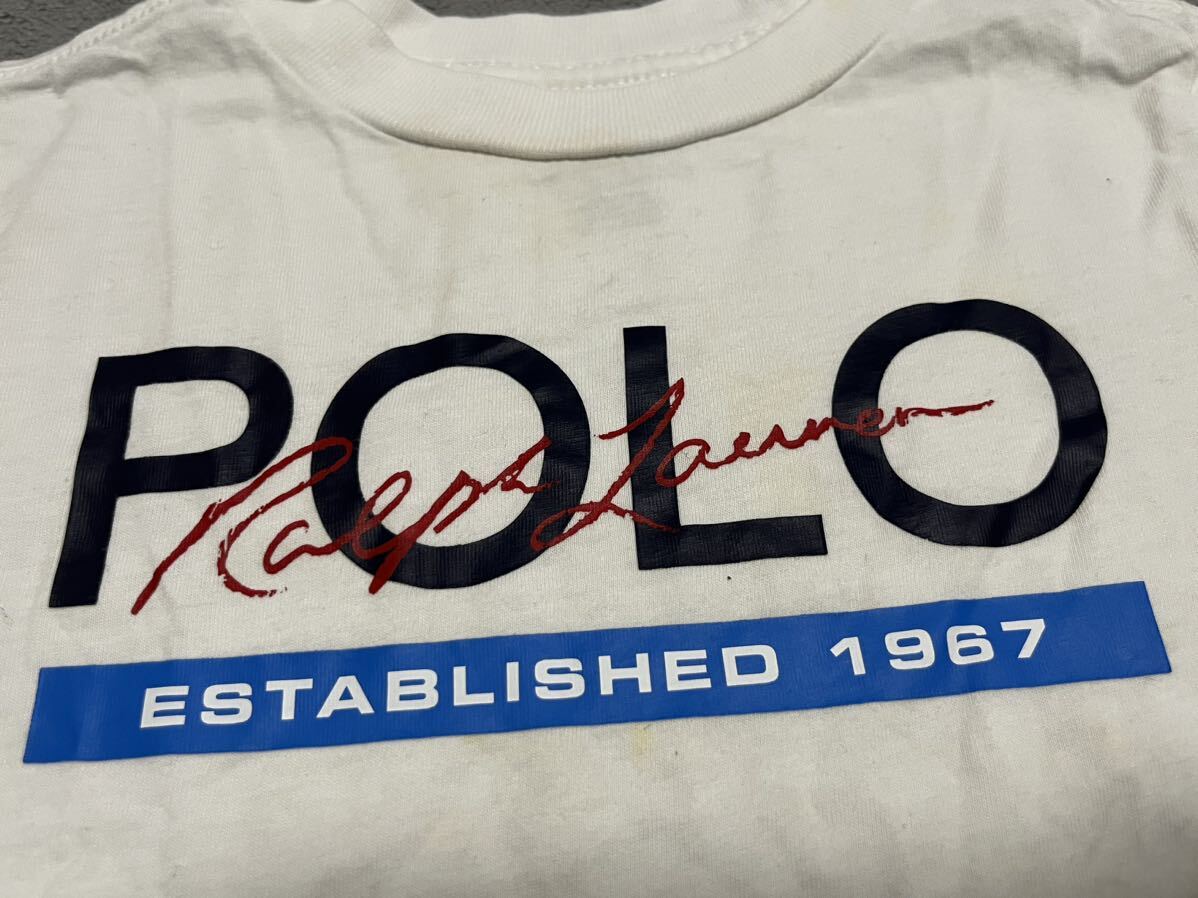 POLO
Ralph Lauren
ESTABLISHED 1967